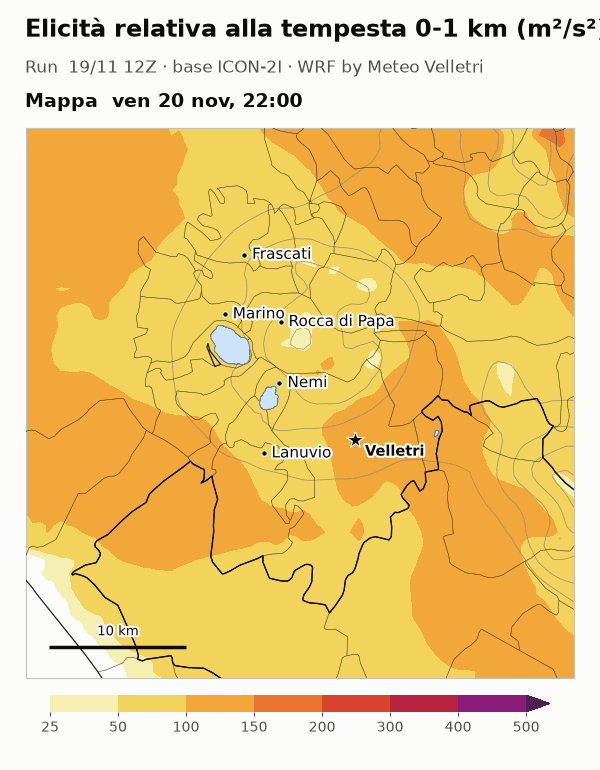 Elicità relativa alla tempesta 0-1 km (m²/s²)
Run  19/11 12Z · base ICON-2I · WRF by Meteo Velletri
Mappa  ven 20 nov, 22:00
Frascati
Marino
Rocca di Papa
Nemi
Velletri
Lanuvio
10 km
25 50 100 150 200 300 400 500